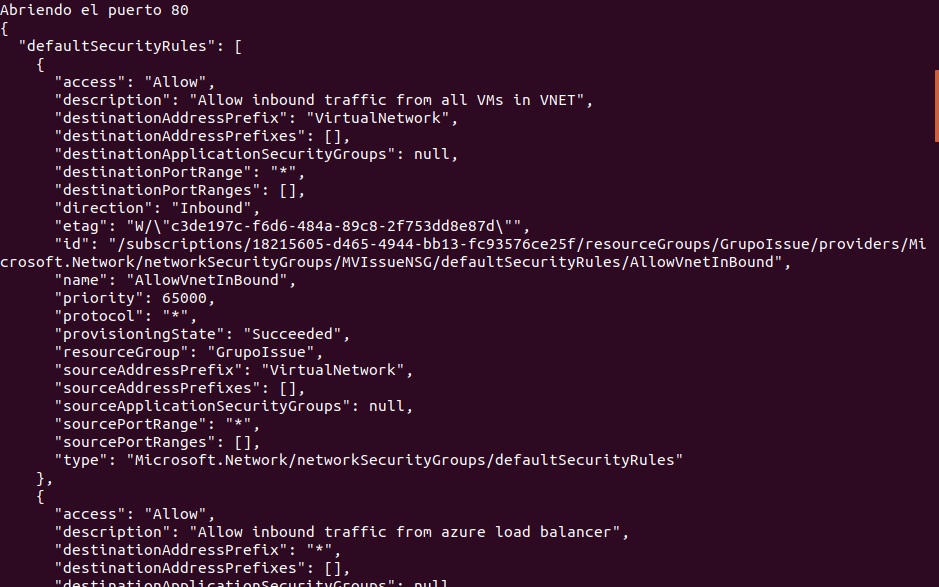 Abriendo el puerto 80
{
  "defaultSecurityRules": [
    {
      "access": "Allow",
      "description": "Allow inbound traffic from all VMs in VNET",
      "destinationAddressPrefix": "VirtualNetwork",
      "destinationAddressPrefixes": [],
      "destinationApplicationSecurityGroups": null,
      "destinationPortRange": "*",
      "destinationPortRanges": [],
      "direction": "Inbound",
      "etag": "W/\"c3de197c-f6d6-484a-89c8-2f753dd8e87d\"",
      "id": "/subscriptions/18215605-d465-4944-bb13-fc93576ce25f/resourceGroups/GrupoIssue/providers/Mi
crosoft.Network/networkSecurityGroups/MVIssueNSG/defaultSecurityRules/AllowVnetInBound",
      "name": "AllowVnetInBound",
      "priority": 65000,
      "protocol": "*",
      "provisioningState": "Succeeded",
      "resourceGroup": "GrupoIssue",
      "sourceAddressPrefix": "VirtualNetwork",
      "sourceAddressPrefixes": [],
      "sourceApplicationSecurityGroups": null,
      "sourcePortRange": "*",
      "sourcePortRanges": [],
      "type": "Microsoft.Network/networkSecurityGroups/defaultSecurityRules"
    },
    {
      "access": "Allow",
      "description": "Allow inbound traffic from azure load balancer",
      "destinationAddressPrefix": "*",
      "destinationAddressPrefixes": [],
      "destinationApplicationSecurityGroups": null